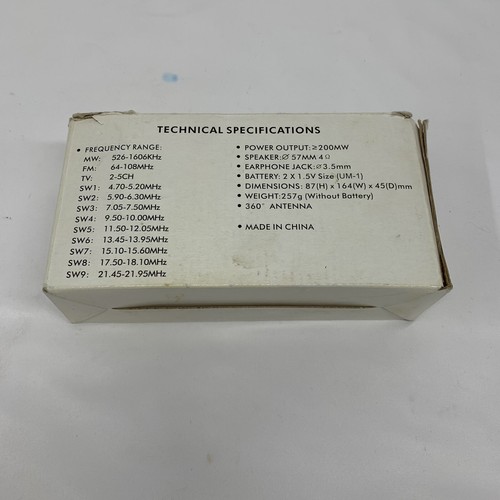 TECHNICAL SPECIFICATIONS
• FREQUENCY RANGE:
MW: 526-1606KHz
FM: 64-108MHz
TV: 2-5CH
SW1: 4.70-5.20MHz
SW2: 5.90-6.30MHz
SW3: 7.05-7.50MHz
SW4: 9.50-10.00MHz
SW5: 11.50-12.05MHz
SW6: 13.45-13.95MHz
SW7: 15.10-15.60MHz
SW8: 17.50-18.10MHz
SW9: 21.45-21.95MHz
• POWER OUTPUT: ≥200MW
• SPEAKER:Ø 57MM 4Ω
• EARPHONE JACK:Ø3.5mm
• BATTERY: 2 X 1.5V Size (UM-1)
• DIMENSIONS: 87(H) x 164(W) x 45(D)mm
• WEIGHT:257g (Without Battery)
• 360° ANTENNA
• MADE IN CHINA